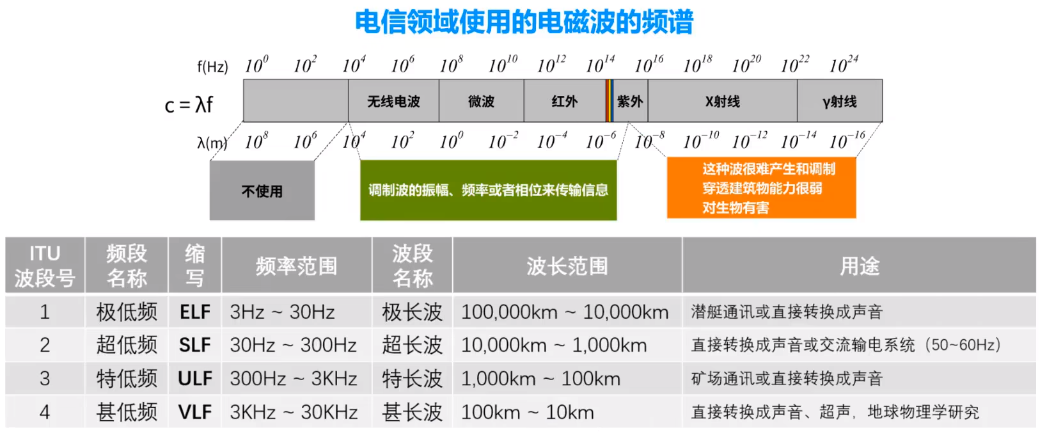 电信领域使用的电磁波的频谱
f(Hz) 10^0 10^2 10^4 10^6 10^8 10^10 10^12 10^14 10^16 10^18 10^20 10^22 10^24
c = λf 无线电波 微波 红外 紫外 X射线 γ射线
λ(m) 10^8 10^6 10^4 10^2 10^0 10^-2 10^-4 10^-6 10^-8 10^-10 10^-12 10^-14 10^-16
不使用
调制波的振幅、频率或者相位来传输信息
这种波很难产生和调制
穿透建筑物能力很弱
对生物有害
ITU波段号 频段名称 缩写 频率范围 波段名称 波长范围 用途
1 极低频 ELF 3Hz ~ 30Hz 极长波 100,000km ~ 10,000km 潜艇通讯或直接转换成声音
2 超低频 SLF 30Hz ~ 300Hz 超长波 10,000km ~ 1,000km 直接转换成声音或交流输电系统（50~60Hz）
3 特低频 ULF 300Hz ~ 3KHz 特长波 1,000km ~ 100km 矿场通讯或直接转换成声音
4 甚低频 VLF 3KHz ~ 30KHz 甚长波 100km ~ 10km 直接转换成声音、超声，地球物理学研究